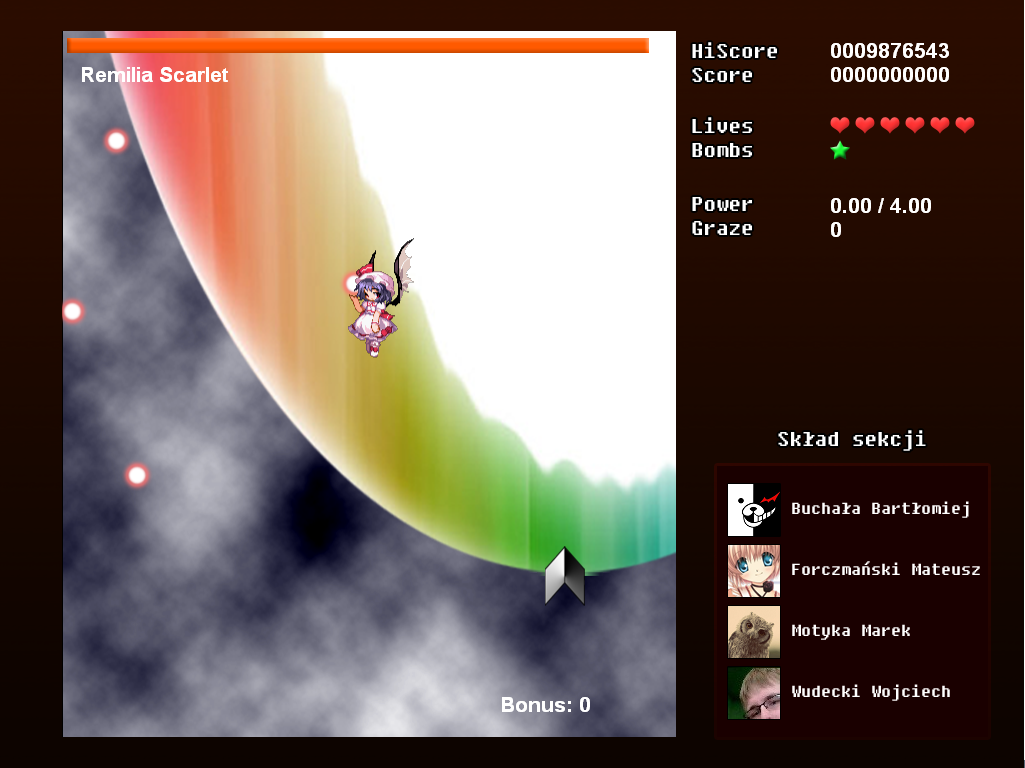 Remilia Scarlet
Bonus: 0
HiScore 0009876543
Score 0000000000
Lives
Bombs
Power 0.00 / 4.00
Graze 0
Skład sekcji
Buchała Bartłomiej
Forczmański Mateusz
Motyka Marek
Wudecki Wojciech